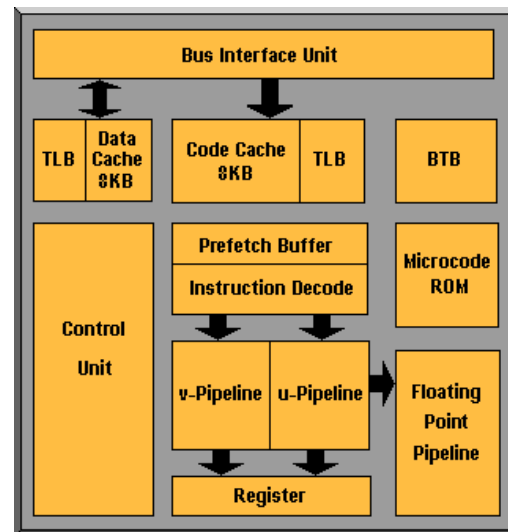 Bus Interface Unit
TLB
Data
Cache
8KB
Code Cache
8KB
TLB
BTB
Control
Unit
Prefetch Buffer
Instruction Decode
Microcode
ROM
v-Pipeline
u-Pipeline
Floating
Point
Pipeline
Register